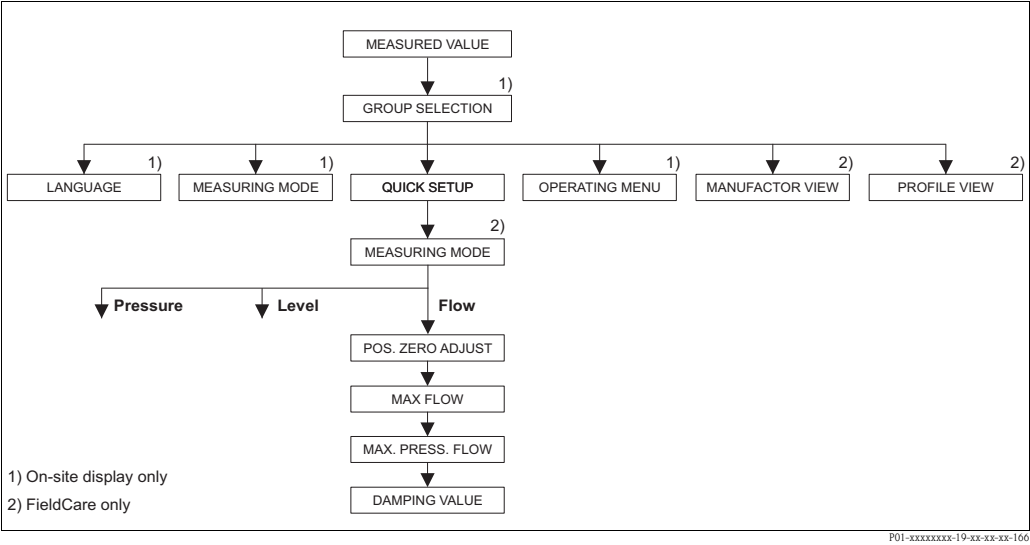 MEASURED VALUE
1)
GROUP SELECTION
1)
1)
1)
2)
2)
LANGUAGE
MEASURING MODE
QUICK SETUP
OPERATING MENU
MANUFACTOR VIEW
PROFILE VIEW
2)
MEASURING MODE
Pressure
Level
Flow
POS. ZERO ADJUST
MAX FLOW
MAX. PRESS. FLOW
DAMPING VALUE
1) On-site display only
2) FieldCare only
P01-xxxxxxxx-19-xx-xx-xx-166